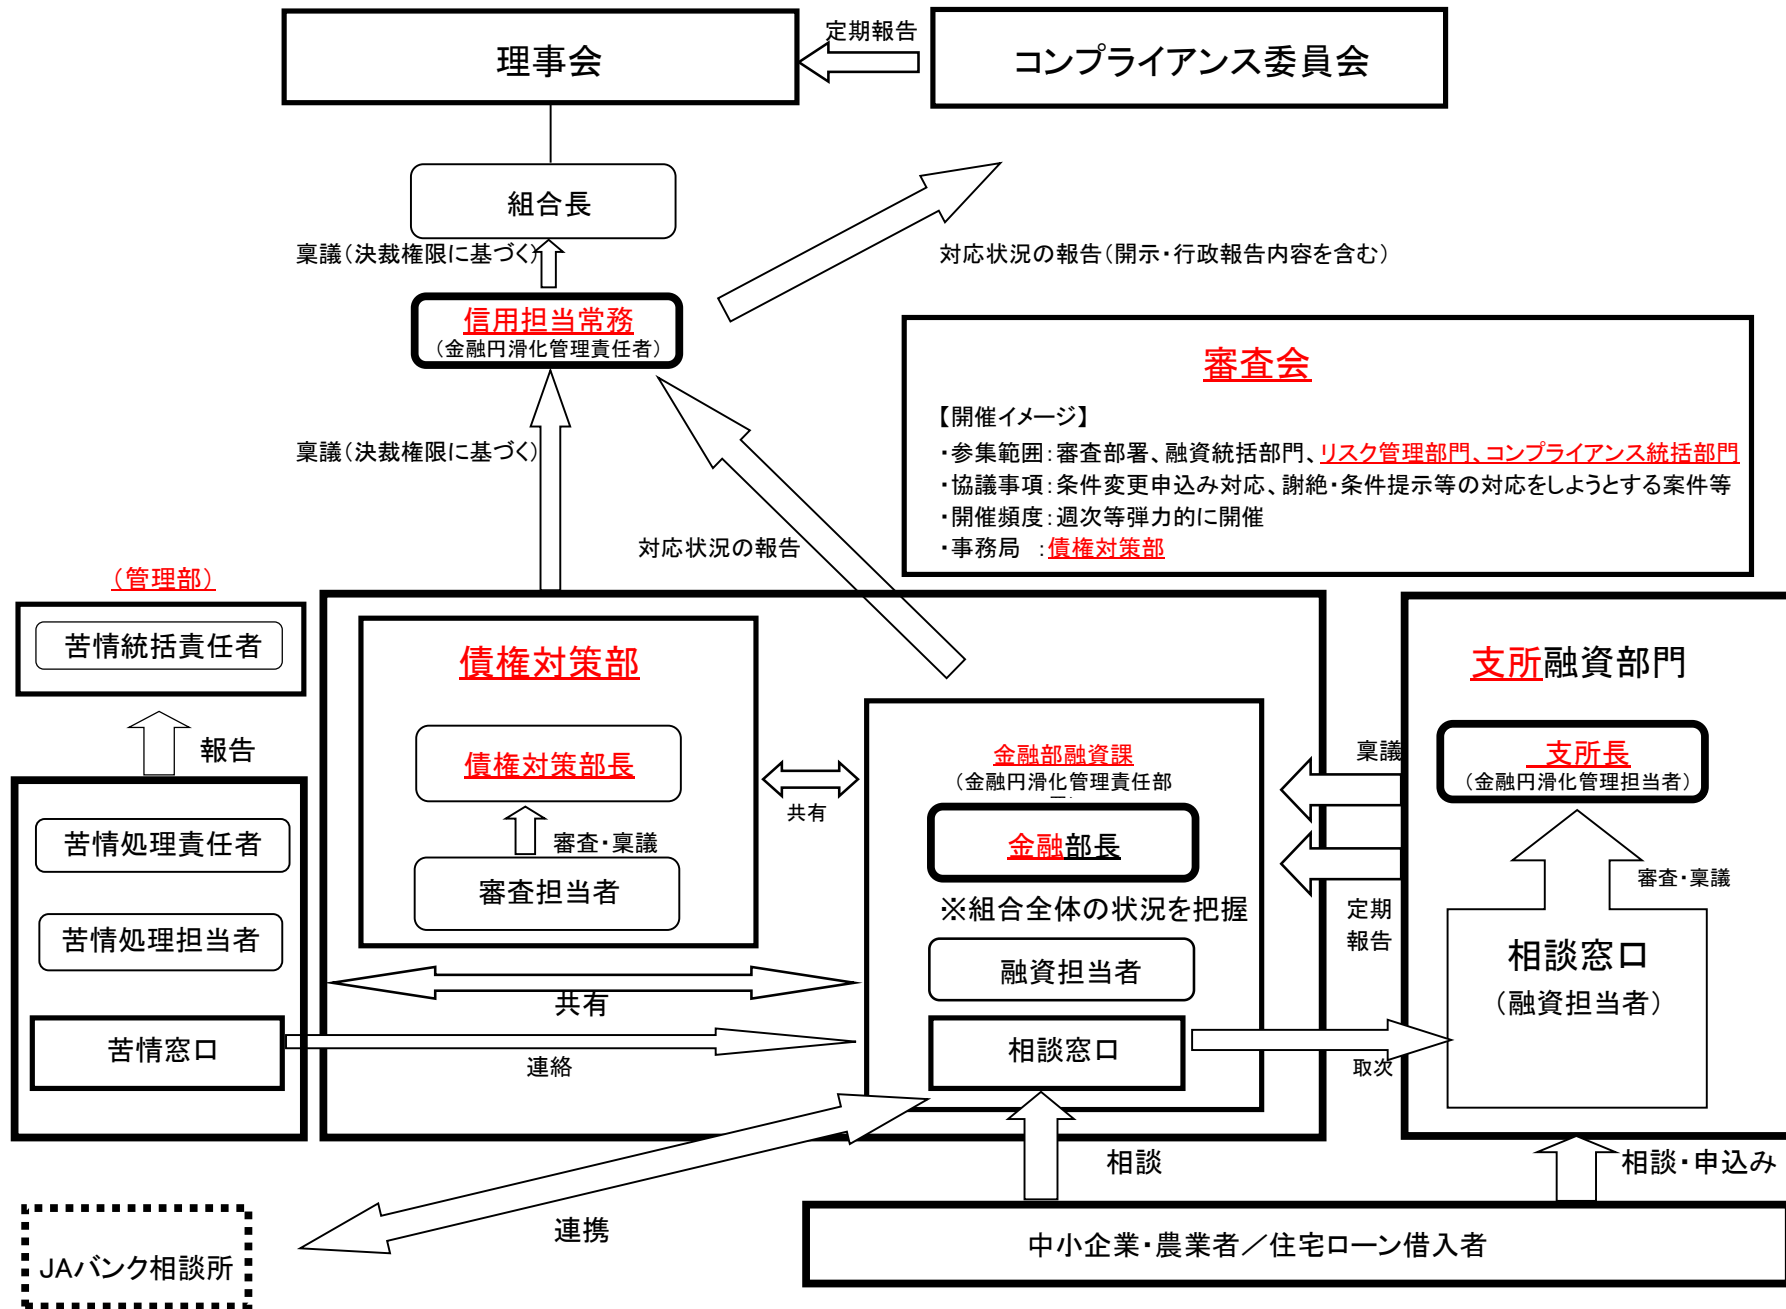 理事会
定期報告
コンプライアンス委員会
組合長
稟議（決裁権限に基づく）
対応状況の報告（開示・行政報告内容を含む）
信用担当常務
（金融円滑化管理責任者）
審査会
【開催イメージ】
・参集範囲：審査部署、融資統括部門、リスク管理部門、コンプライアンス統括部門
・協議事項：条件変更申込み対応、謝絶・条件提示等の対応をしようとする案件等
・開催頻度：週次等弾力的に開催
・事務局　：債権対策部
稟議（決裁権限に基づく）
対応状況の報告
（管理部）
苦情統括責任者
報告
苦情処理責任者
苦情処理担当者
苦情窓口
債権対策部
債権対策部長
審査・稟議
審査担当者
共有
共有
連絡
金融部融資課
（金融円滑化管理責任部
金融部長
※組合全体の状況を把握
融資担当者
相談窓口
稟議
定期
報告
取次
支所融資部門
支所長
（金融円滑化管理担当者）
審査・稟議
相談窓口
（融資担当者）
相談
相談・申込み
連携
JAバンク相談所
中小企業・農業者／住宅ローン借入者